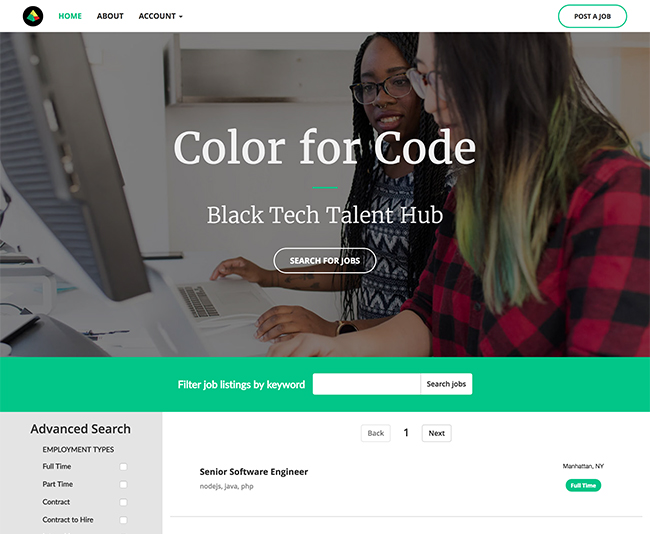 HOME ABOUT ACCOUNT POST A JOB
Color for Code
Black Tech Talent Hub
SEARCH FOR JOBS
Filter job listings by keyword Search jobs
Advanced Search
EMPLOYMENT TYPES
Full Time
Part Time
Contract
Contract to Hire
Back 1 Next
Senior Software Engineer
nodejs, java, php
Manhattan, NY
Full Time